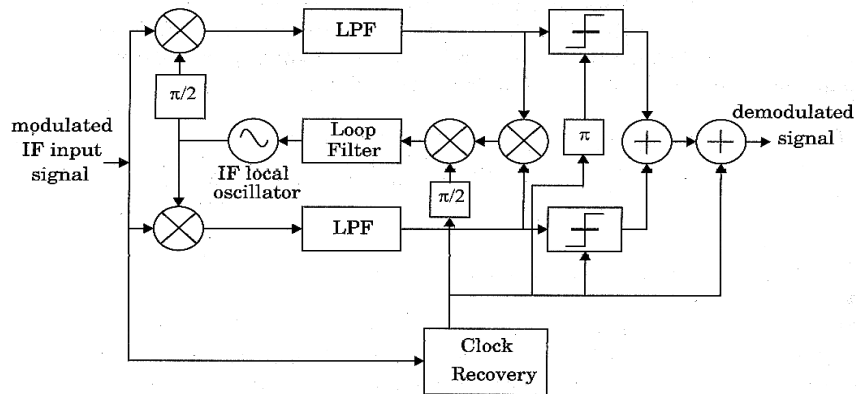 LPF
π/2
π
modulated
IF input
signal
Loop
Filter
IF local
oscillator
π/2
demodulated
signal
LPF
Clock
Recovery